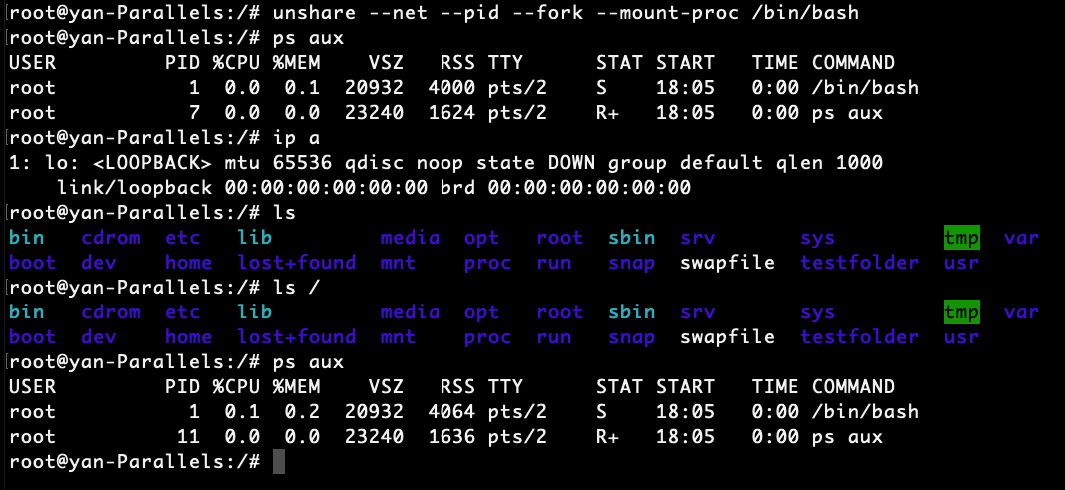 root@yan-Parallels:/# unshare --net --pid --fork --mount-proc /bin/bash
[root@yan-Parallels:/# ps aux
USER         PID %CPU %MEM    VSZ   RSS TTY      STAT START   TIME COMMAND
root           1  0.0  0.1  20932  4000 pts/2    S    18:05   0:00 /bin/bash
root           7  0.0  0.0  23240  1624 pts/2    R+   18:05   0:00 ps aux
[root@yan-Parallels:/# ip a
1: lo: <LOOPBACK> mtu 65536 qdisc noop state DOWN group default qlen 1000
    link/loopback 00:00:00:00:00:00 brd 00:00:00:00:00:00
[root@yan-Parallels:/# ls
bin   cdrom  etc   lib         media  opt   root  sbin  srv       sys         tmp  var
boot  dev    home  lost+found  mnt    proc  run   snap  swapfile  testfolder  usr
[root@yan-Parallels:/# ls /
bin   cdrom  etc   lib         media  opt   root  sbin  srv       sys         tmp  var
boot  dev    home  lost+found  mnt    proc  run   snap  swapfile  testfolder  usr
[root@yan-Parallels:/# ps aux
USER         PID %CPU %MEM    VSZ   RSS TTY      STAT START   TIME COMMAND
root           1  0.1  0.2  20932  4064 pts/2    S    18:05   0:00 /bin/bash
root          11  0.0  0.0  23240  1636 pts/2    R+   18:05   0:00 ps aux
root@yan-Parallels:/#